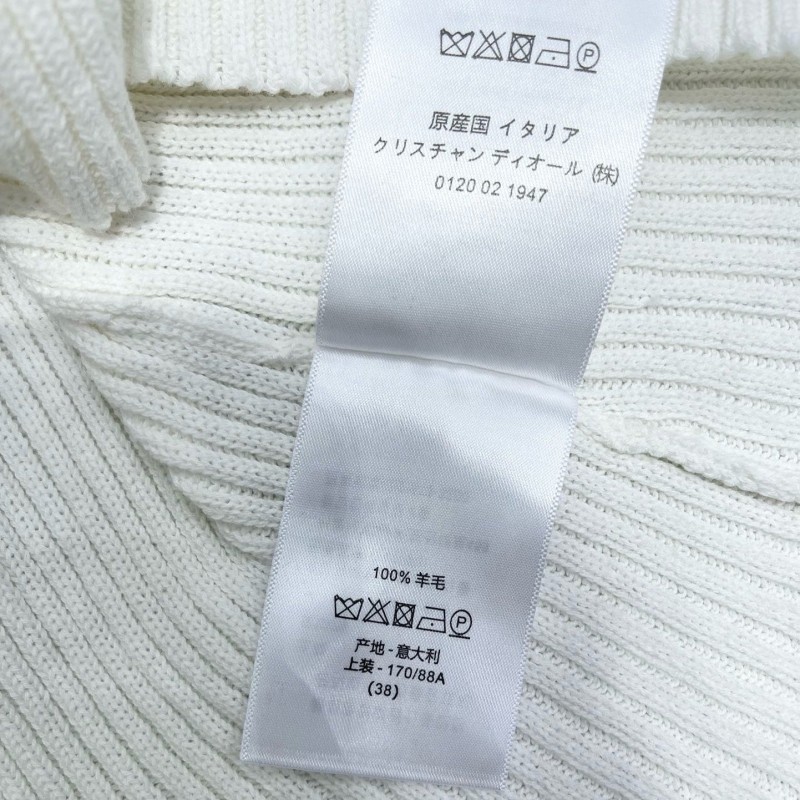 原産国 イタリア
クリスチャン ディオール (株)
0120 02 1947
100% 羊毛
产地 - 意大利
上装 - 170/88A
(38)